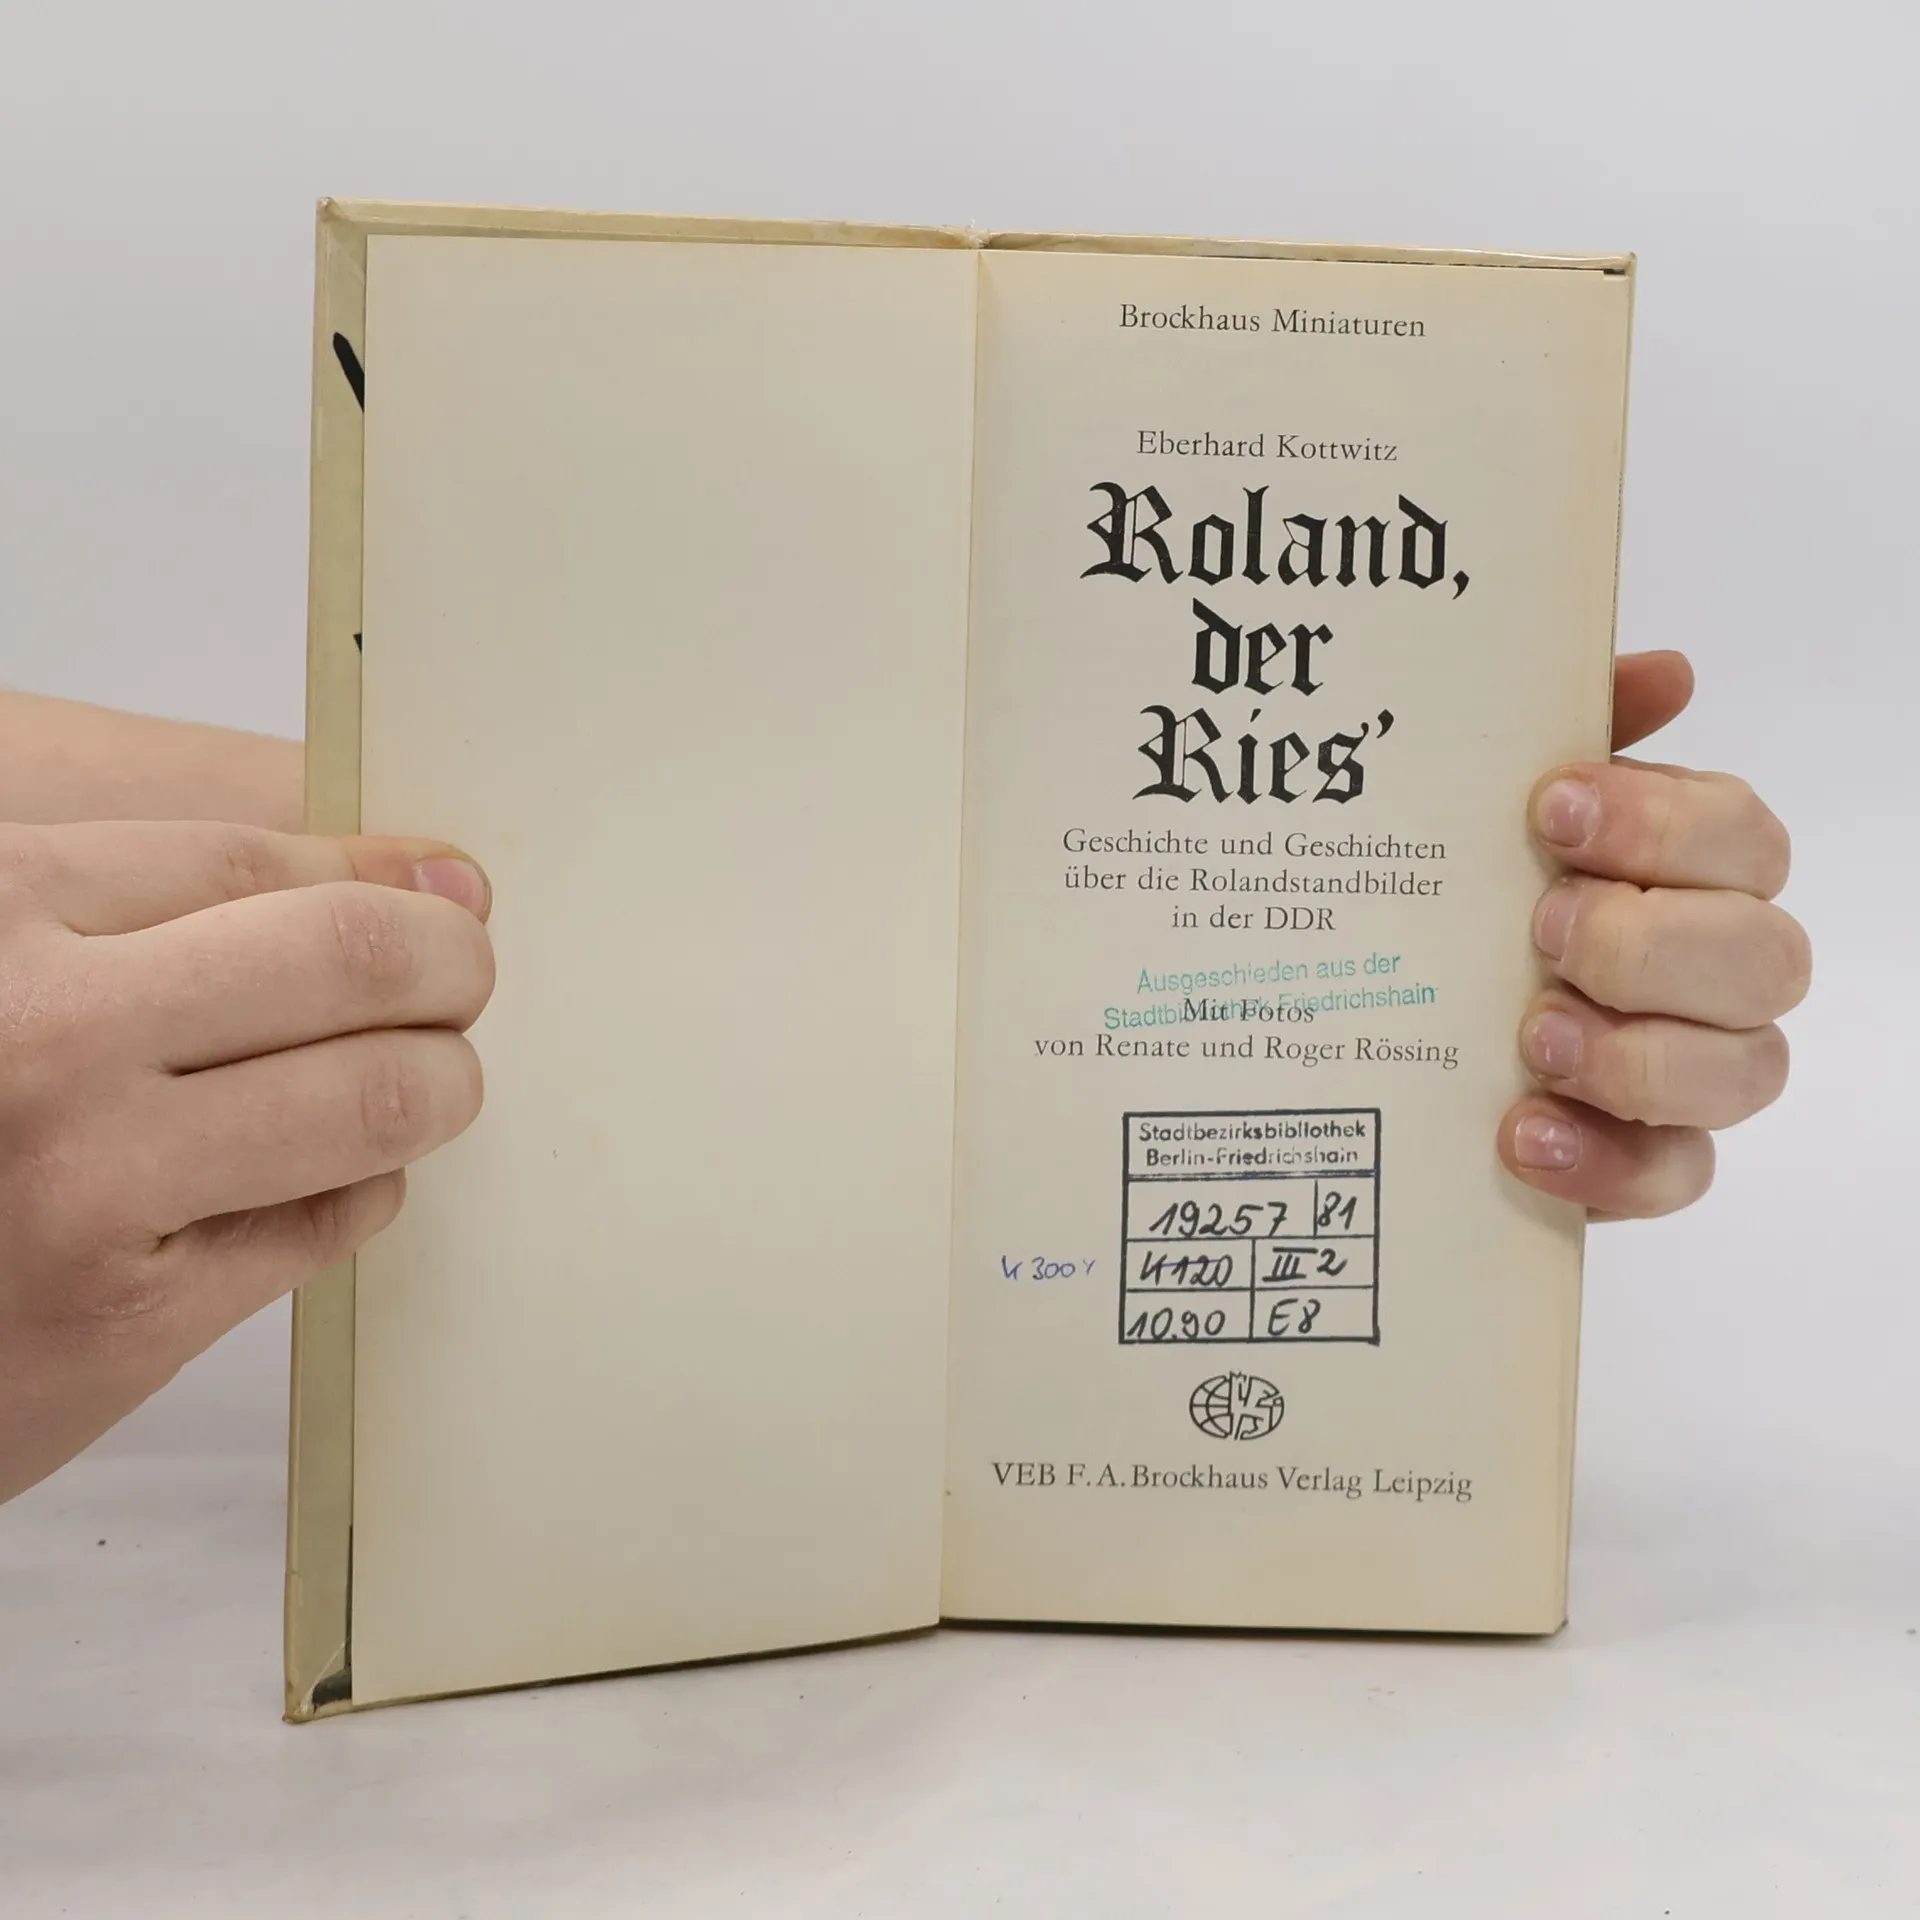 Brockhaus Miniaturen
Eberhard Kottwitz
Roland,
der
Ries'
Geschichte und Geschichten
über die Rolandstandbilder
in der DDR
Ausgeschieden aus der
Stadtbibliothek Friedrichshain
Mit Fotos
von Renate und Roger Rössing
Stadtbezirksbibliothek
Berlin-Friedrichshain
19257 81
K 120 III 2
K 300
10.90 E8
VEB F. A. Brockhaus Verlag Leipzig